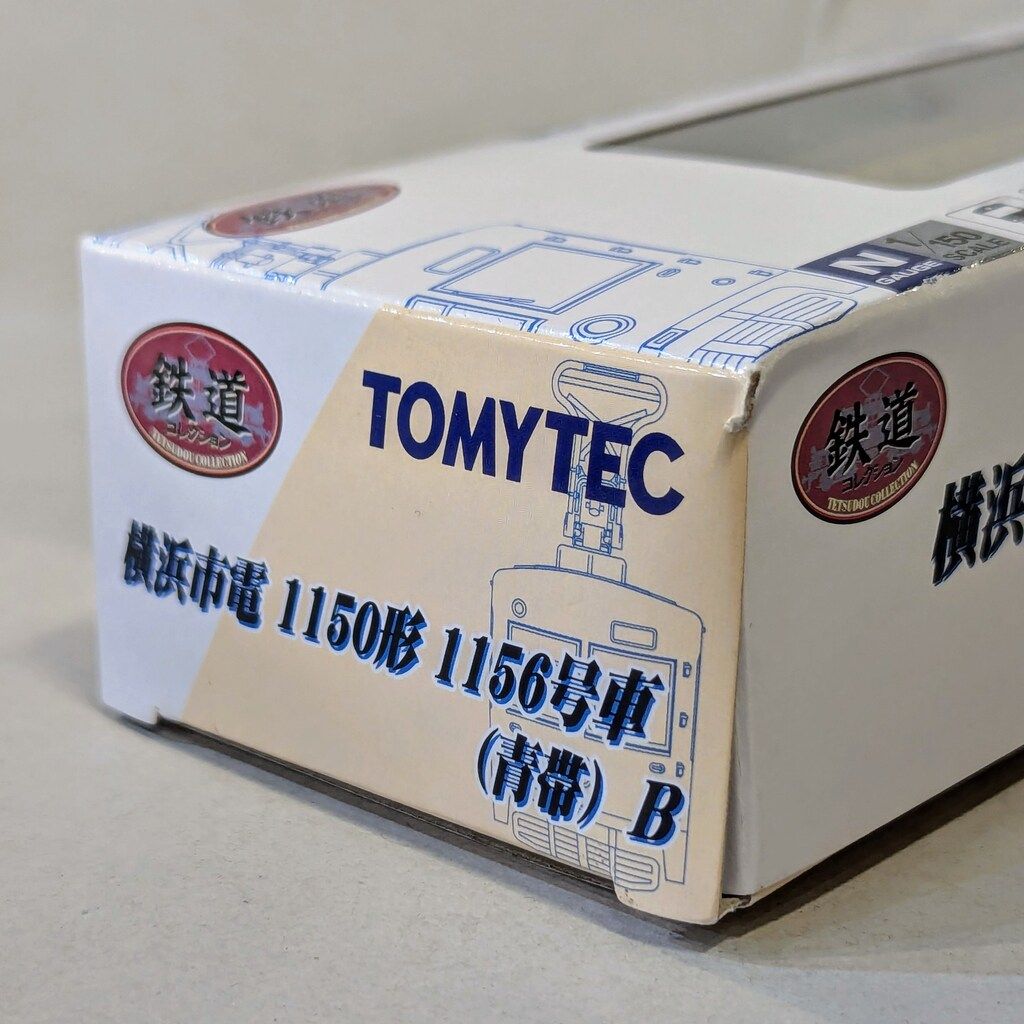 N
GAUGE
1/150
SCALE
鉄道
コレクション
TETSUDOU COLLECTION
TOMYTEC
横浜市電 1150形 1156号車
(青帯) B
鉄道
コレクション
TETSUDOU COLLECTION
横浜